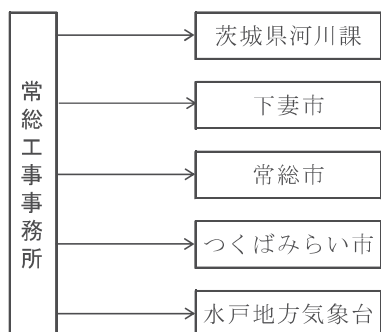 常総工事事務所
茨城県河川課
下妻市
常総市
つくばみらい市
水戸地方気象台